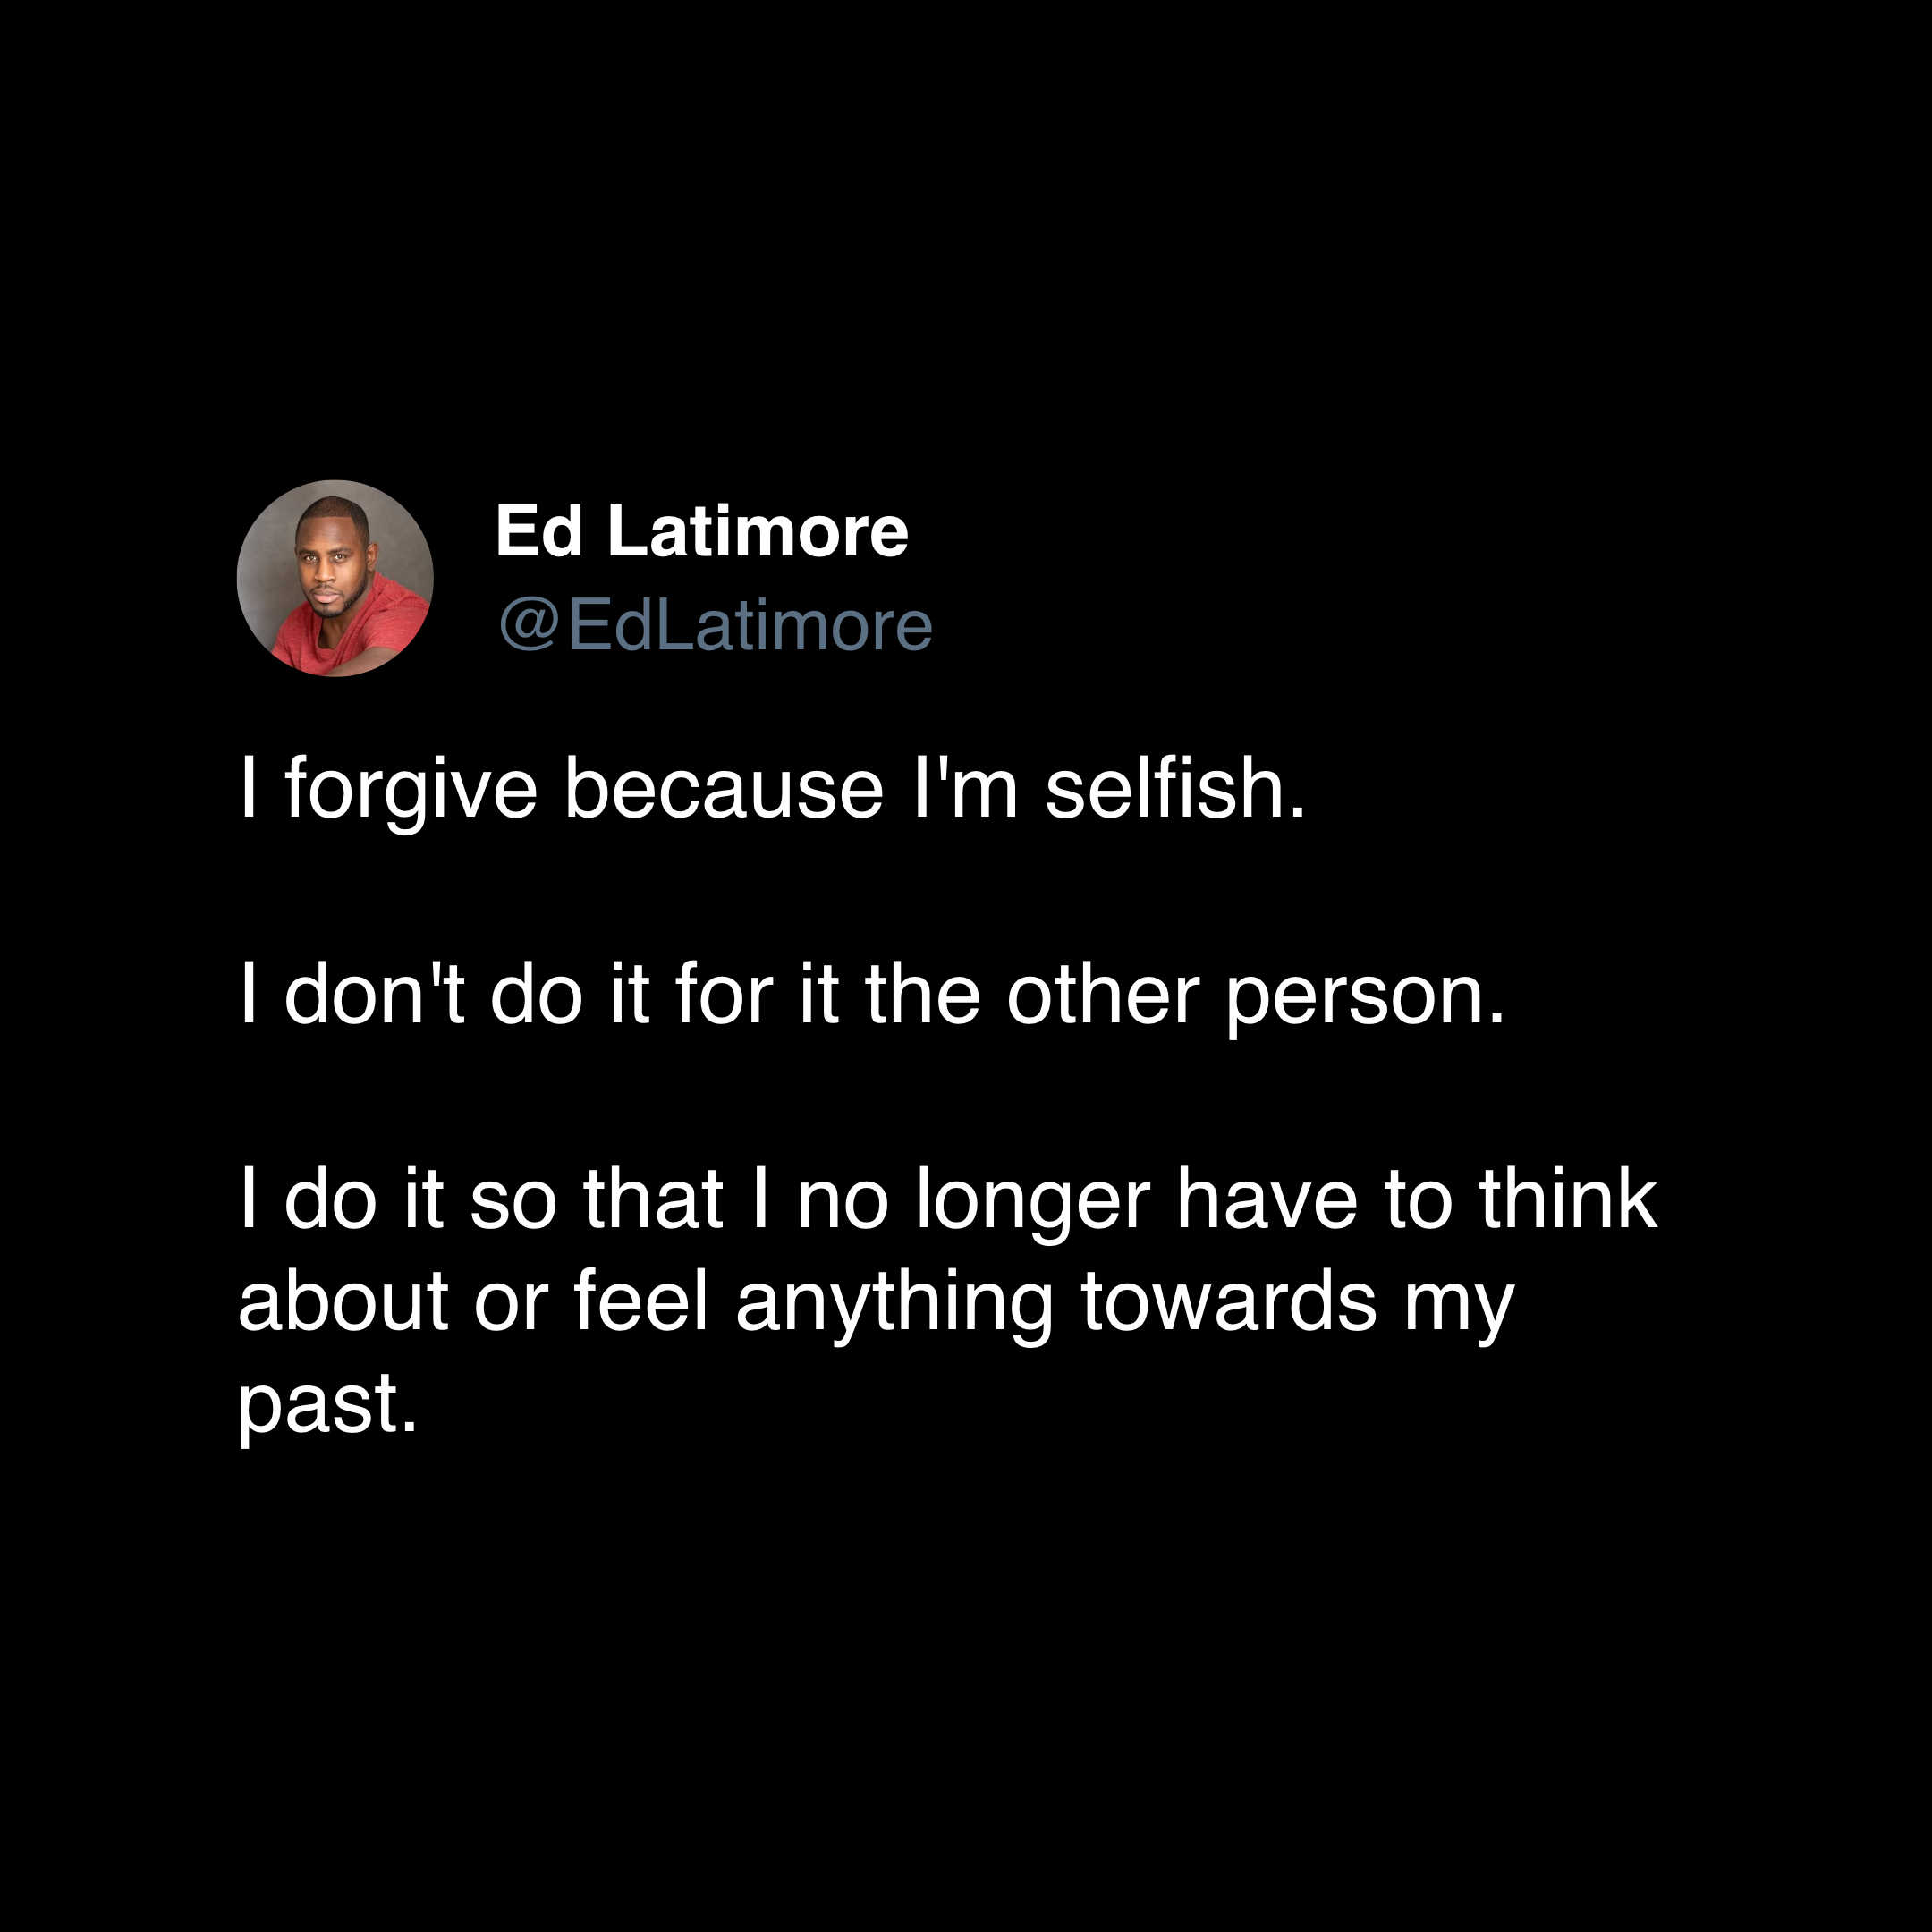 Ed Latimore
@EdLatimore
I forgive because I'm selfish.
I don't do it for it the other person.
I do it so that I no longer have to think
about or feel anything towards my
past.